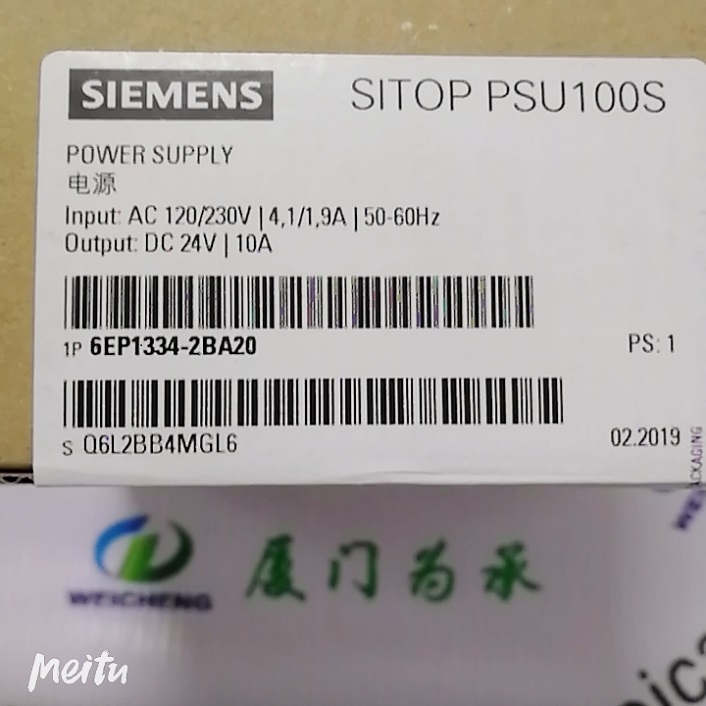 SIEMENS SITOP PSU100S
POWER SUPPLY
电源
Input: AC 120/230V | 4,1/1,9A | 50-60Hz
Output: DC 24V | 10A
1P 6EP1334-2BA20 PS: 1
S Q6L2BB4MGL6 02.2019
WEICHENG 厦门为承
Meitu